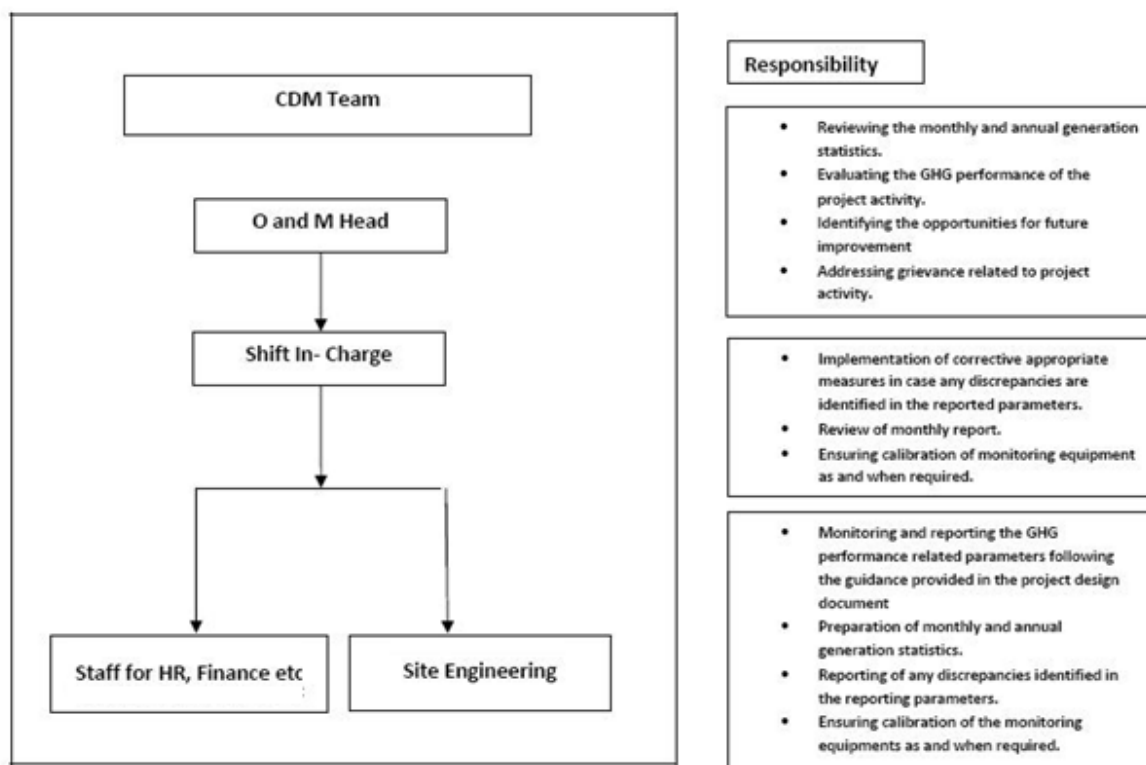 CDM Team
O and M Head
Shift In- Charge
Staff for HR, Finance etc
Site Engineering
Responsibility
• Reviewing the monthly and annual generation
statistics.
• Evaluating the GHG performance of the
project activity.
• Identifying the opportunities for future
improvement
• Addressing grievance related to project
activity.
• Implementation of corrective appropriate
measures in case any discrepancies are
identified in the reported parameters.
• Review of monthly report.
• Ensuring calibration of monitoring equipment
as and when required.
• Monitoring and reporting the GHG
performance related parameters following
the guidance provided in the project design
document
• Preparation of monthly and annual
generation statistics.
• Reporting of any discrepancies identified in
the reporting parameters.
• Ensuring calibration of the monitoring
equipments as and when required.